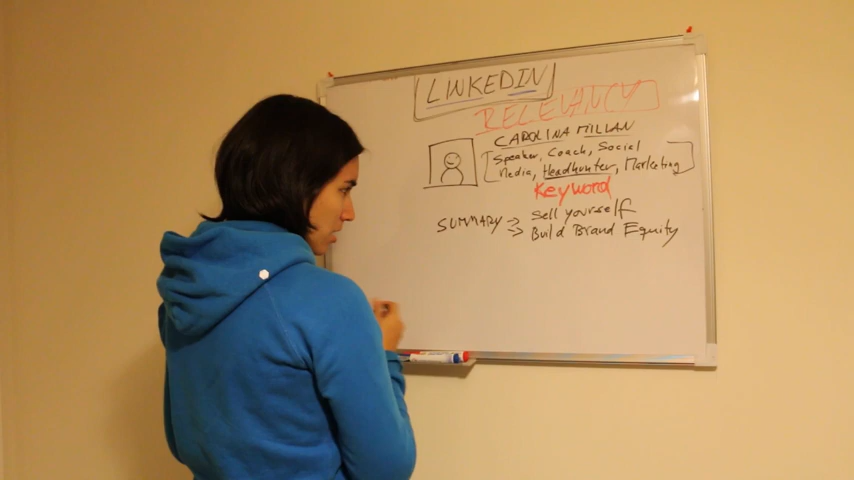 LINKEDIN
RELEVANCY
CAROLINA MILLAN
Speaker, Coach, Social
Media, Headhunter, Marketing
Keyword
SUMMARY → Sell yourself
→ Build Brand Equity